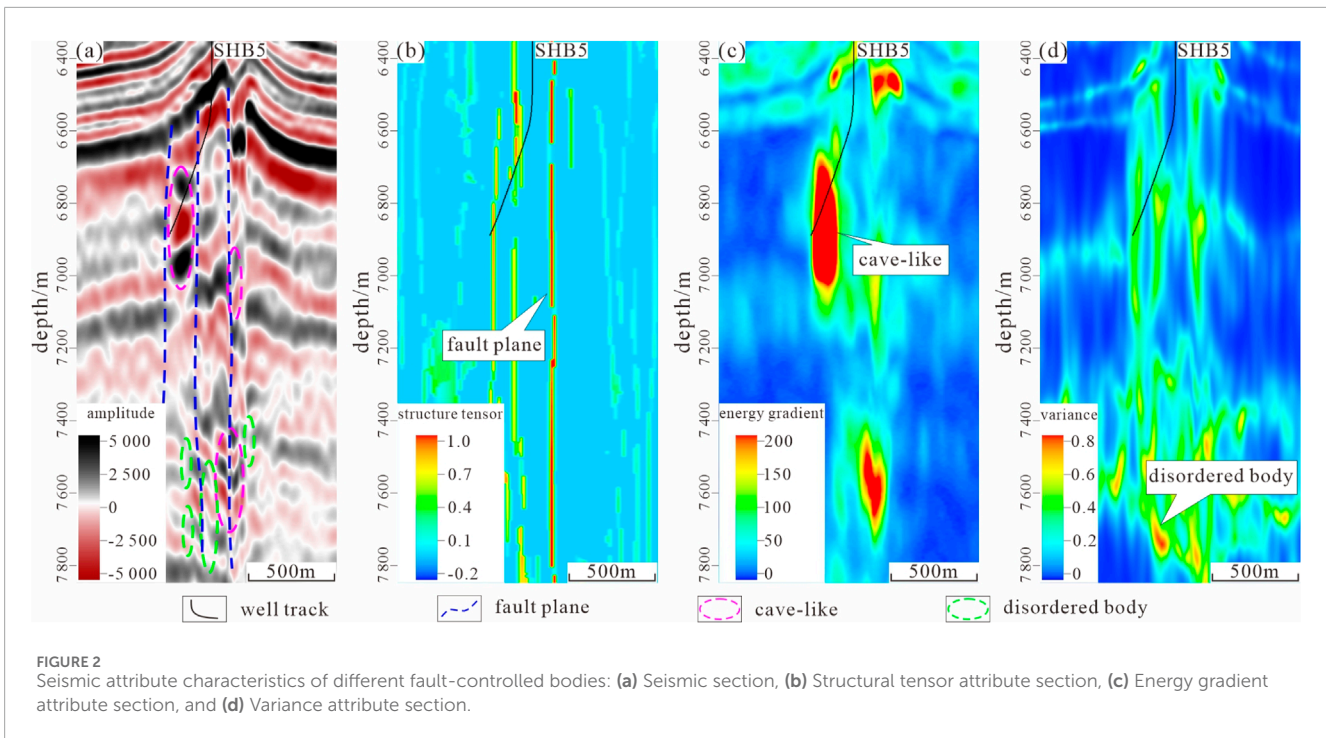 (a)
SHB5
6 400
6 600
6 800
7 000
7 200
7 400
7 600
7 800
depth/m
amplitude
5 000
2 500
0
-2 500
-5 000
500m
(b)
SHB5
6 400
6 600
6 800
7 000
7 200
7 400
7 600
7 800
depth/m
fault plane
structure tensor
1.0
0.7
0.4
0.1
-0.2
500m
(c)
SHB5
6 400
6 600
6 800
7 000
7 200
7 400
7 600
7 800
depth/m
cave-like
energy gradient
200
150
100
50
0
500m
(d)
SHB5
6 400
6 600
6 800
7 000
7 200
7 400
7 600
7 800
depth/m
variance
0.8
0.6
0.4
0.2
0
disordered body
500m
well track
fault plane
cave-like
disordered body
FIGURE 2
Seismic attribute characteristics of different fault-controlled bodies: (a) Seismic section, (b) Structural tensor attribute section, (c) Energy gradient
attribute section, and (d) Variance attribute section.